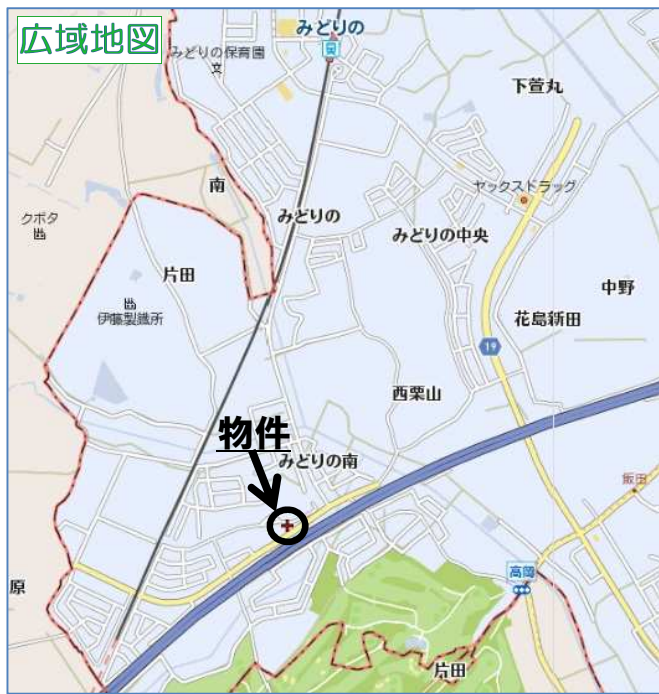 広域地図
みどりの
みどりの保育園
下萱丸
南
ヤックスドラッグ
クボタ
みどりの
みどりの中央
片田
中野
伊藤製鐵所
花島新田
19
西栗山
物件
みどりの南
飯田
高岡
原
片田